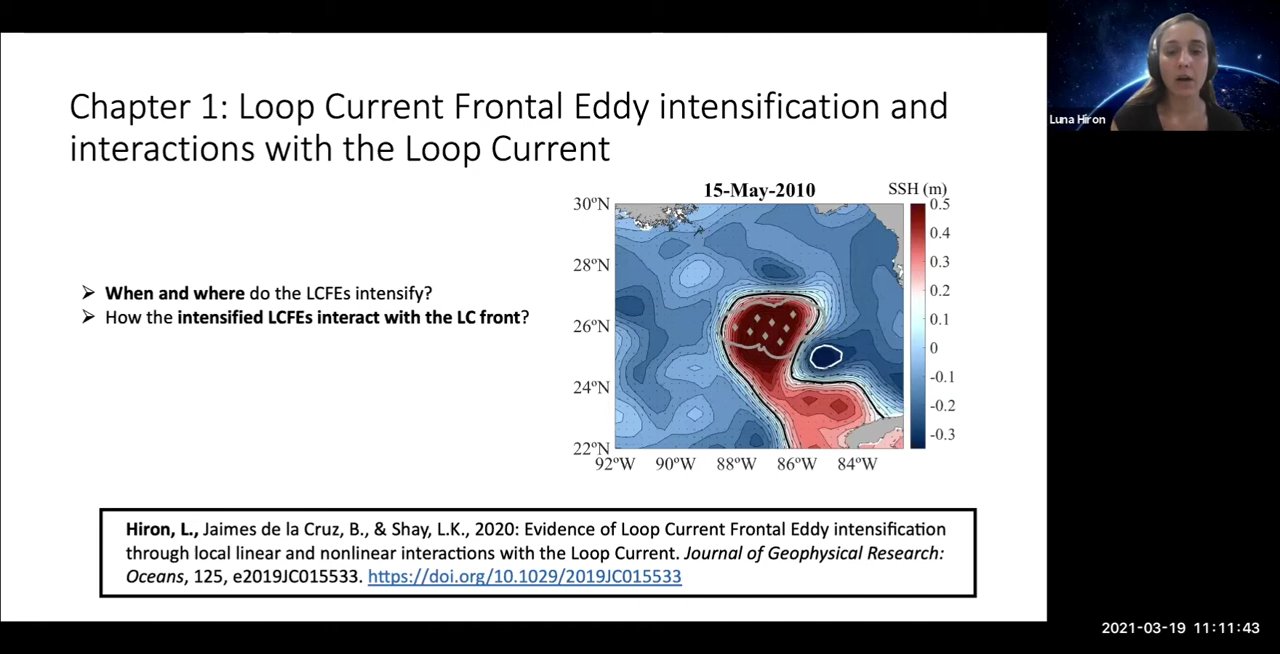 Chapter 1: Loop Current Frontal Eddy intensification and
interactions with the Loop Current
Luna Hiron
➢ When and where do the LCFEs intensify?
➢ How the intensified LCFEs interact with the LC front?
15-May-2010
SSH (m)
30ºN
28ºN
26ºN
24ºN
22ºN
92ºW 90ºW 88ºW 86ºW 84ºW
0.5
0.4
0.3
0.2
0.1
0
-0.1
-0.2
-0.3
Hiron, L., Jaimes de la Cruz, B., & Shay, L.K., 2020: Evidence of Loop Current Frontal Eddy intensification
through local linear and nonlinear interactions with the Loop Current. Journal of Geophysical Research:
Oceans, 125, e2019JC015533. https://doi.org/10.1029/2019JC015533
2021-03-19 11:11:43